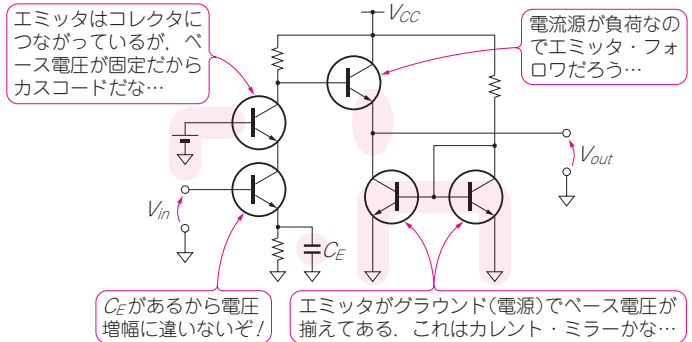 エミッタはコレクタに
つながっているが，ベ
ース電圧が固定だから
カスコードだな…
VCC
電流源が負荷なの
でエミッタ・フォ
ロワだろう…
Vin
CE
Vout
CEがあるから電圧
増幅に違いないぞ！
エミッタがグラウンド(電源)でベース電圧が
揃えてある．これはカレント・ミラーかな…